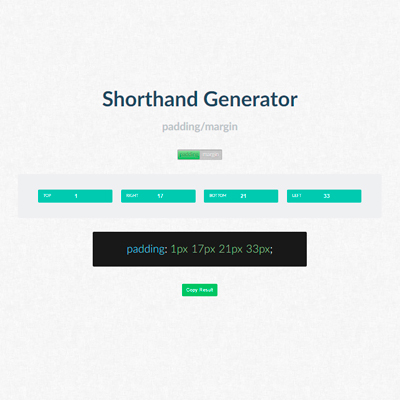 Shorthand Generator
padding/margin
padding margin
TOP 1 RIGHT 17 BOTTOM 21 LEFT 33
padding: 1px 17px 21px 33px;
Copy Result